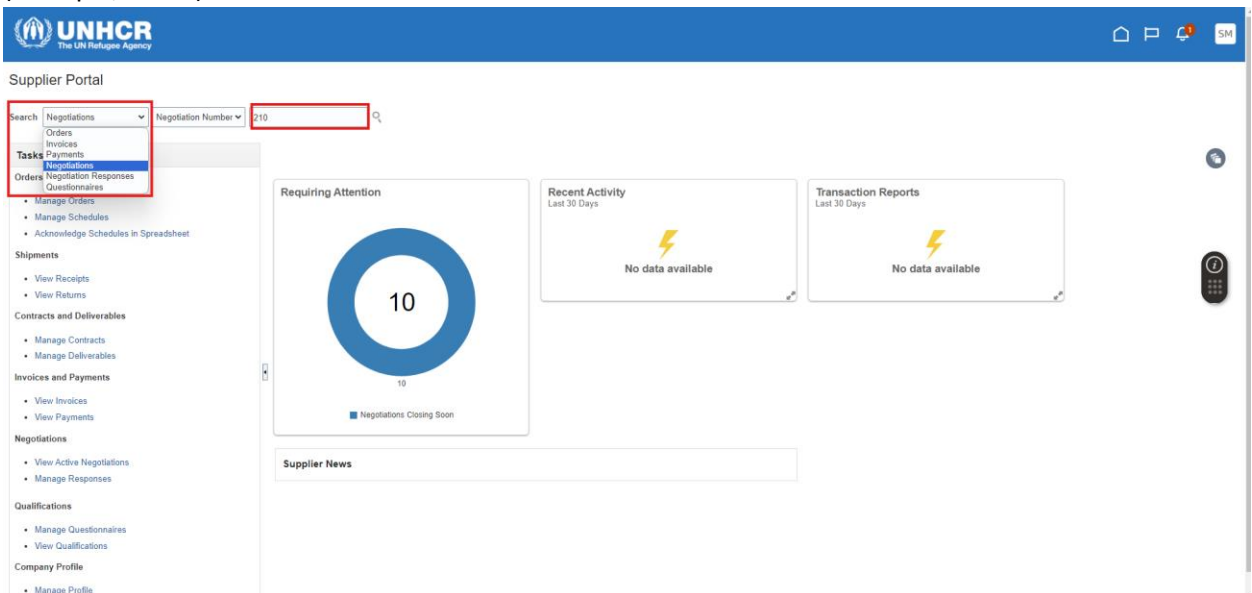 UNHCR
The UN Refugee Agency
1
SM
Supplier Portal
Search Negotiations Negotiation Number 210
Orders
Invoices
Payments
Negotiations
Negotiation Responses
Questionnaires
Tasks
Orders
Manage Orders
Manage Schedules
Acknowledge Schedules in Spreadsheet
Shipments
View Receipts
View Returns
Contracts and Deliverables
Manage Contracts
Manage Deliverables
Invoices and Payments
View Invoices
View Payments
Negotiations
View Active Negotiations
Manage Responses
Qualifications
Manage Questionnaires
View Qualifications
Company Profile
Manage Profile
Requiring Attention
10
10
Negotiations Closing Soon
Recent Activity
Last 30 Days
No data available
Transaction Reports
Last 30 Days
No data available
Supplier News